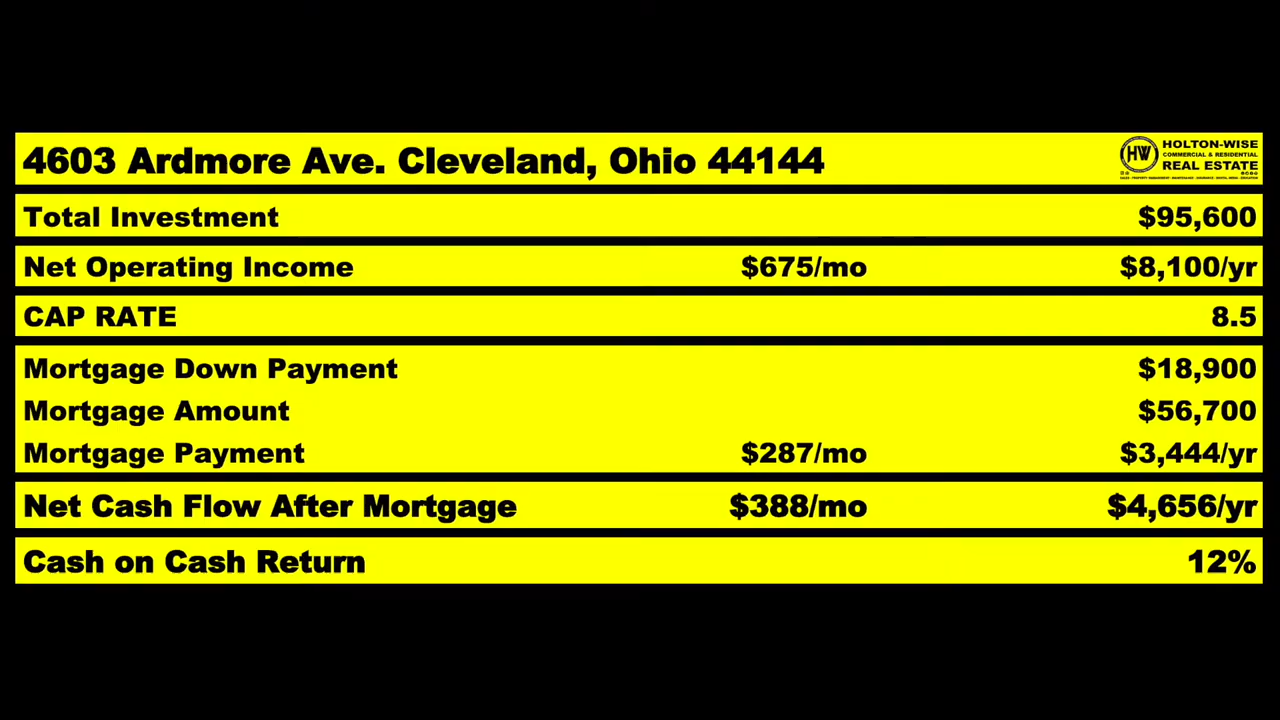 4603 Ardmore Ave. Cleveland, Ohio 44144
HW
HOLTON-WISE
COMMERCIAL & RESIDENTIAL
REAL ESTATE
Total Investment $95,600
Net Operating Income $675/mo $8,100/yr
CAP RATE 8.5
Mortgage Down Payment $18,900
Mortgage Amount $56,700
Mortgage Payment $287/mo $3,444/yr
Net Cash Flow After Mortgage $388/mo $4,656/yr
Cash on Cash Return 12%